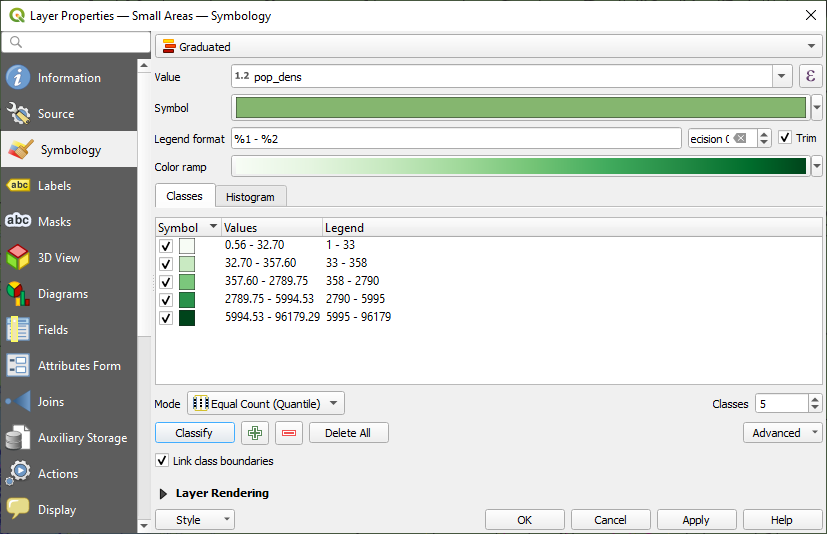 Layer Properties — Small Areas — Symbology
Information
Source
Symbology
abc Labels
abc Masks
3D View
Diagrams
Fields
Attributes Form
Joins
Auxiliary Storage
Actions
Display
Graduated
Value 1.2 pop_dens ε
Symbol
Legend format %1 - %2 ecision 0 Trim
Color ramp
Classes Histogram
Symbol Values Legend
0.56 - 32.70 1 - 33
32.70 - 357.60 33 - 358
357.60 - 2789.75 358 - 2790
2789.75 - 5994.53 2790 - 5995
5994.53 - 96179.29 5995 - 96179
Mode Equal Count (Quantile) Classes 5
Classify Delete All Advanced
Link class boundaries
Layer Rendering
Style OK Cancel Apply Help